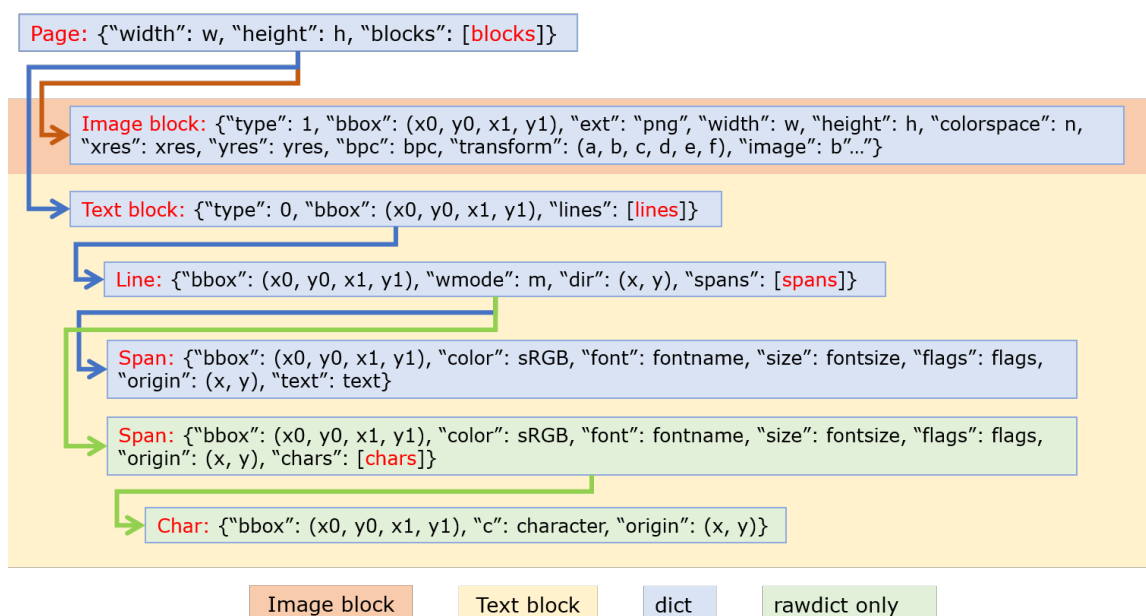 Page: {“width”: w, “height”: h, “blocks”: [blocks]}
Image block: {“type”: 1, “bbox”: (x0, y0, x1, y1), “ext”: “png”, “width”: w, “height”: h, “colorspace”: n,
“xres”: xres, “yres”: yres, “bpc”: bpc, “transform”: (a, b, c, d, e, f), “image”: b”…”}
Text block: {“type”: 0, “bbox”: (x0, y0, x1, y1), “lines”: [lines]}
Line: {“bbox”: (x0, y0, x1, y1), “wmode”: m, “dir”: (x, y), “spans”: [spans]}
Span: {“bbox”: (x0, y0, x1, y1), “color”: sRGB, “font”: fontname, “size”: fontsize, “flags”: flags,
“origin”: (x, y), “text”: text}
Span: {“bbox”: (x0, y0, x1, y1), “color”: sRGB, “font”: fontname, “size”: fontsize, “flags”: flags,
“origin”: (x, y), “chars”: [chars]}
Char: {“bbox”: (x0, y0, x1, y1), “c”: character, “origin”: (x, y)}
Image block Text block dict rawdict only